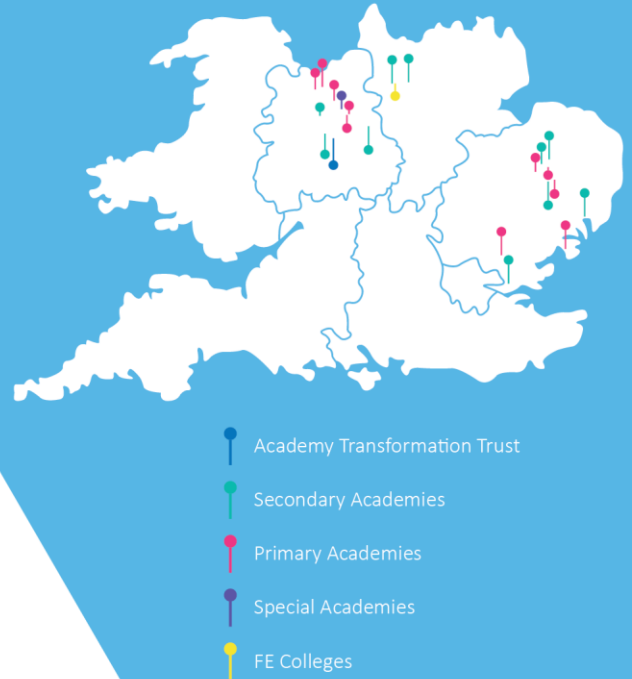 Academy Transformation Trust
Secondary Academies
Primary Academies
Special Academies
FE Colleges